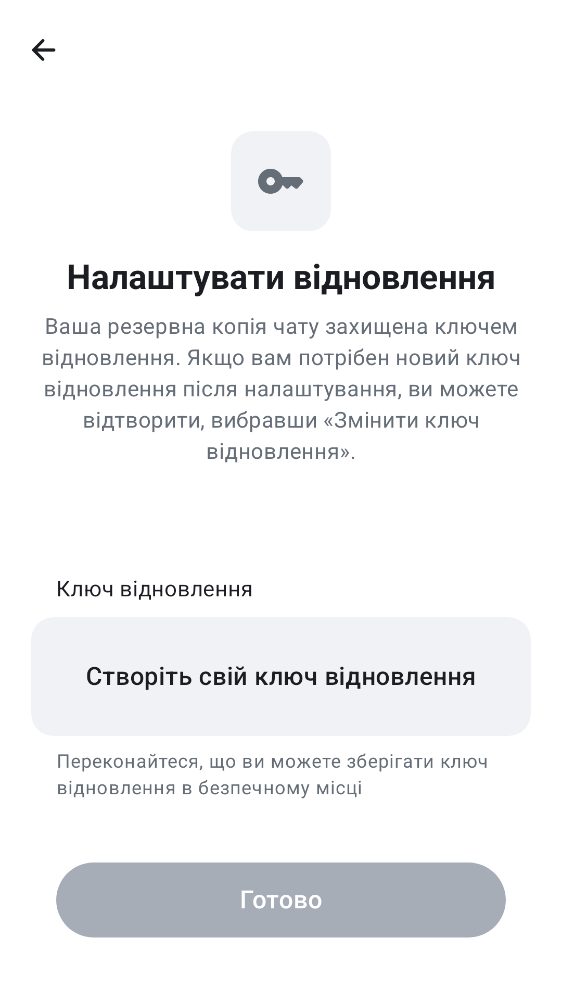 Налаштувати відновлення
Ваша резервна копія чату захищена ключем
відновлення. Якщо вам потрібен новий ключ
відновлення після налаштування, ви можете
відтворити, вибравши «Змінити ключ
відновлення».
Ключ відновлення
Створіть свій ключ відновлення
Переконайтеся, що ви можете зберігати ключ
відновлення в безпечному місці
Готово